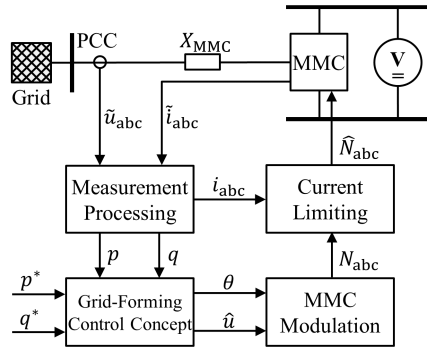 PCC
X_MMC
MMC
V
Grid
ũ_abc
ĩ_abc
N̂_abc
Measurement
Processing
i_abc
Current
Limiting
p
q
N_abc
p*
q*
Grid-Forming
Control Concept
θ
û
MMC
Modulation